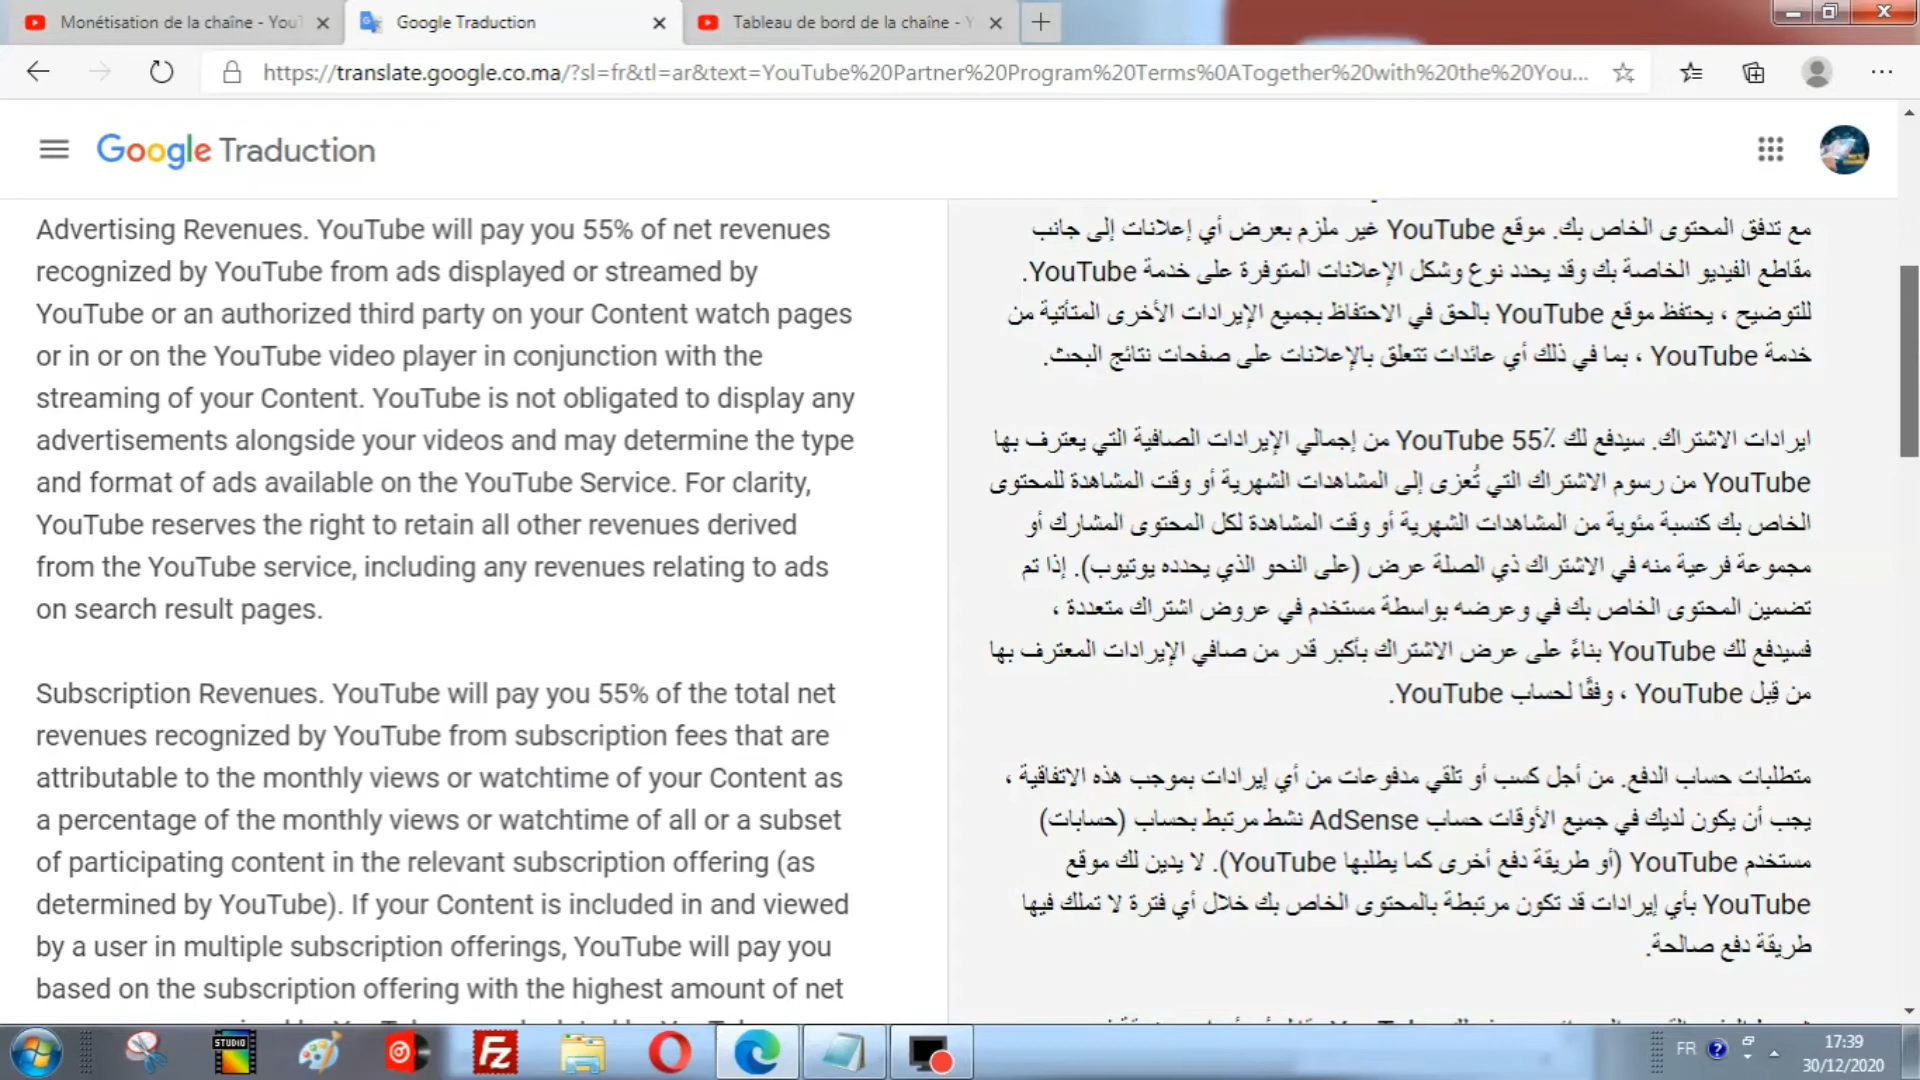 Monétisation de la chaîne - YouT
Google Traduction
Tableau de bord de la chaîne - Y
https://translate.google.co.ma/?sl=fr&tl=ar&text=YouTube%20Partner%20Program%20Terms%0ATogether%20with%20the%20You...
Google Traduction
Advertising Revenues. YouTube will pay you 55% of net revenues
recognized by YouTube from ads displayed or streamed by
YouTube or an authorized third party on your Content watch pages
or in or on the YouTube video player in conjunction with the
streaming of your Content. YouTube is not obligated to display any
advertisements alongside your videos and may determine the type
and format of ads available on the YouTube Service. For clarity,
YouTube reserves the right to retain all other revenues derived
from the YouTube service, including any revenues relating to ads
on search result pages.
Subscription Revenues. YouTube will pay you 55% of the total net
revenues recognized by YouTube from subscription fees that are
attributable to the monthly views or watchtime of your Content as
a percentage of the monthly views or watchtime of all or a subset
of participating content in the relevant subscription offering (as
determined by YouTube). If your Content is included in and viewed
by a user in multiple subscription offerings, YouTube will pay you
based on the subscription offering with the highest amount of net
مع تدفق المحتوى الخاص بك. موقع YouTube غير ملزم بعرض أي إعلانات إلى جانب
مقاطع الفيديو الخاصة بك وقد يحدد نوع وشكل الإعلانات المتوفرة على خدمة YouTube.
للتوضيح ، يحتفظ موقع YouTube بالحق في الاحتفاظ بجميع الإيرادات الأخرى المتأتية من
خدمة YouTube ، بما في ذلك أي عائدات تتعلق بالإعلانات على صفحات نتائج البحث.
ايرادات الاشتراك. سيدفع لك YouTube 55٪ من إجمالي الإيرادات الصافية التي يعترف بها
YouTube من رسوم الاشتراك التي تُعزى إلى المشاهدات الشهرية أو وقت المشاهدة للمحتوى
الخاص بك كنسبة مئوية من المشاهدات الشهرية أو وقت المشاهدة لكل المحتوى المشارك أو
مجموعة فرعية منه في الاشتراك ذي الصلة عرض (على النحو الذي يحدده يوتيوب). إذا تم
تضمين المحتوى الخاص بك في وعرضه بواسطة مستخدم في عروض اشتراك متعددة ،
فسيدفع لك YouTube بناءً على عرض الاشتراك بأكبر قدر من صافي الإيرادات المعترف بها
من قِبل YouTube ، وفقًا لحساب YouTube.
متطلبات حساب الدفع. من أجل كسب أو تلقي مدفوعات من أي إيرادات بموجب هذه الاتفاقية ،
يجب أن يكون لديك في جميع الأوقات حساب AdSense نشط مرتبط بحساب (حسابات)
مستخدم YouTube (أو طريقة دفع أخرى كما يطلبها YouTube). لا يدين لك موقع
YouTube بأي إيرادات قد تكون مرتبطة بالمحتوى الخاص بك خلال أي فترة لا تملك فيها
طريقة دفع صالحة.
STUDIO
FZ
FR
17:39
30/12/2020